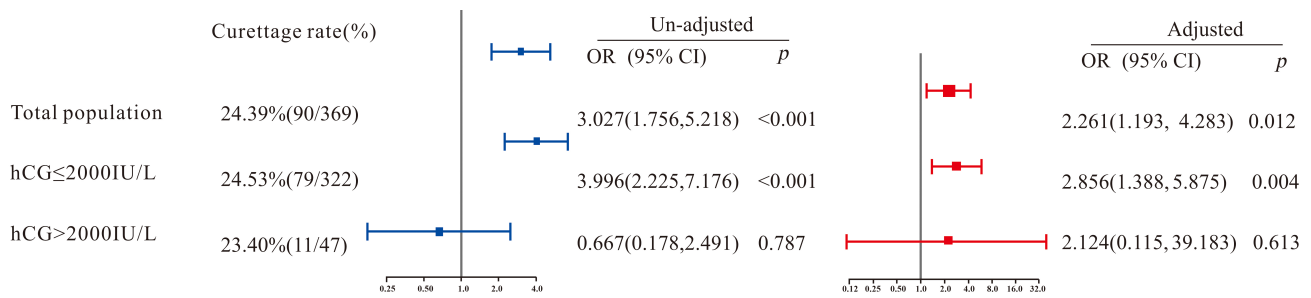 Curettage rate(%)
Un-adjusted
OR (95% CI) p
Adjusted
OR (95% CI) p
Total population 24.39%(90/369) 3.027(1.756,5.218) <0.001 2.261(1.193, 4.283) 0.012
hCG≤2000IU/L 24.53%(79/322) 3.996(2.225,7.176) <0.001 2.856(1.388,5.875) 0.004
hCG>2000IU/L 23.40%(11/47) 0.667(0.178,2.491) 0.787 2.124(0.115,39.183) 0.613
0.25 0.50 1.0 2.0 4.0
0.12 0.25 0.50 1.0 2.0 4.0 8.0 16.0 32.0